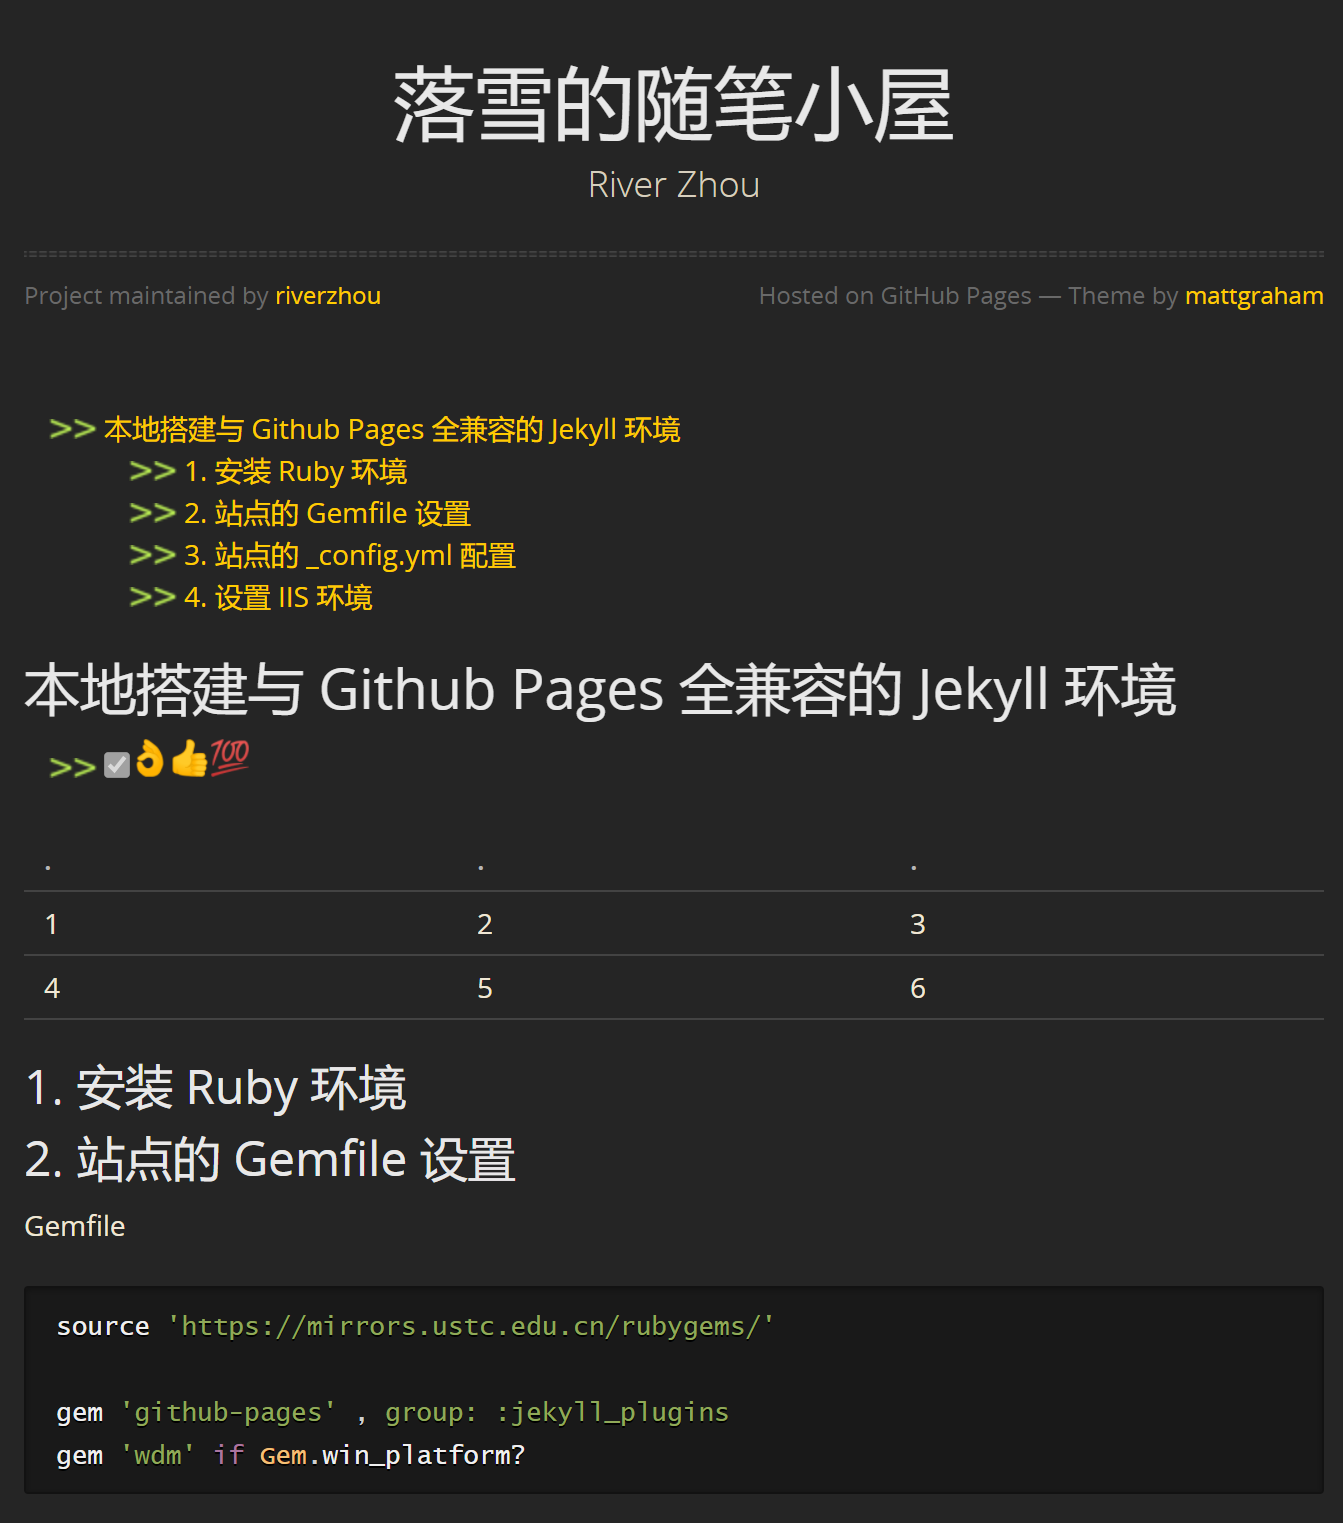 落雪的随笔小屋
River Zhou
Project maintained by riverzhou
Hosted on GitHub Pages — Theme by mattgraham
>> 本地搭建与 Github Pages 全兼容的 Jekyll 环境
>> 1. 安装 Ruby 环境
>> 2. 站点的 Gemfile 设置
>> 3. 站点的 _config.yml 配置
>> 4. 设置 IIS 环境
本地搭建与 Github Pages 全兼容的 Jekyll 环境
>> ☑👌👍💯
. . .
1 2 3
4 5 6
1. 安装 Ruby 环境
2. 站点的 Gemfile 设置
Gemfile
source 'https://mirrors.ustc.edu.cn/rubygems/'
gem 'github-pages' , group: :jekyll_plugins
gem 'wdm' if Gem.win_platform?